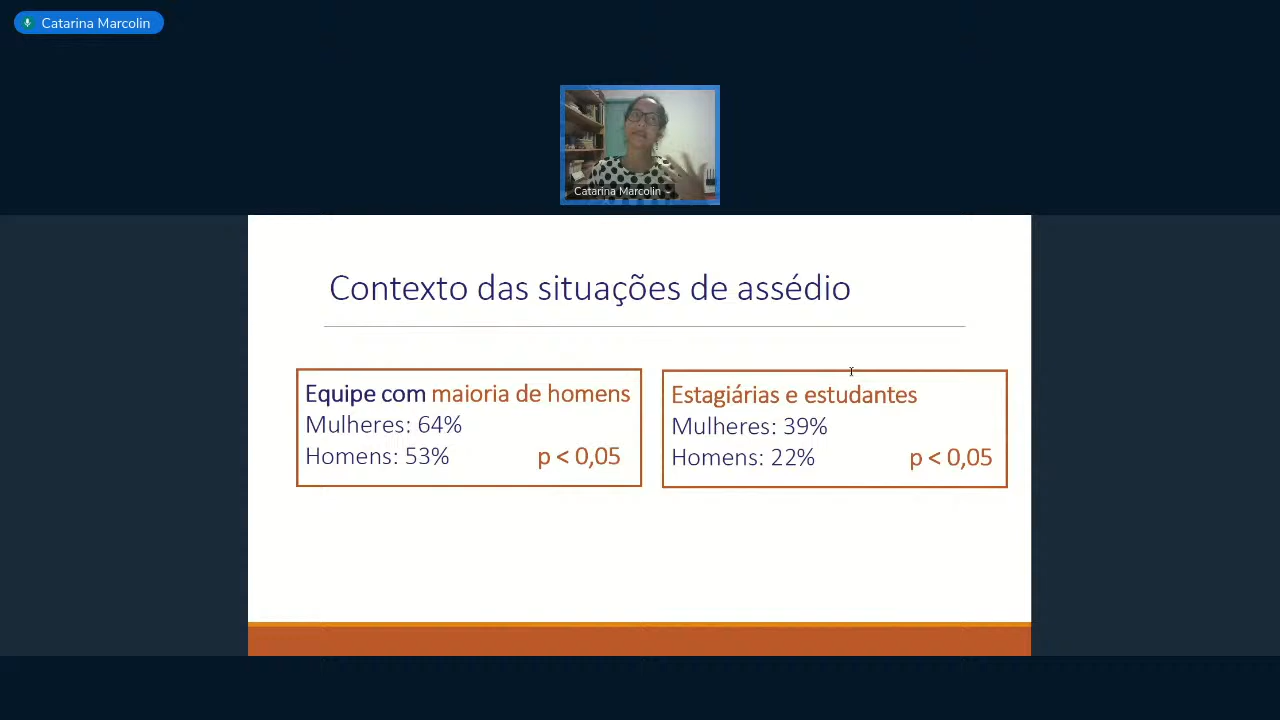 Catarina Marcolin
Catarina Marcolin
Contexto das situações de assédio
Equipe com maioria de homens
Mulheres: 64%
Homens: 53%
p < 0,05
Estagiárias e estudantes
Mulheres: 39%
Homens: 22%
p < 0,05